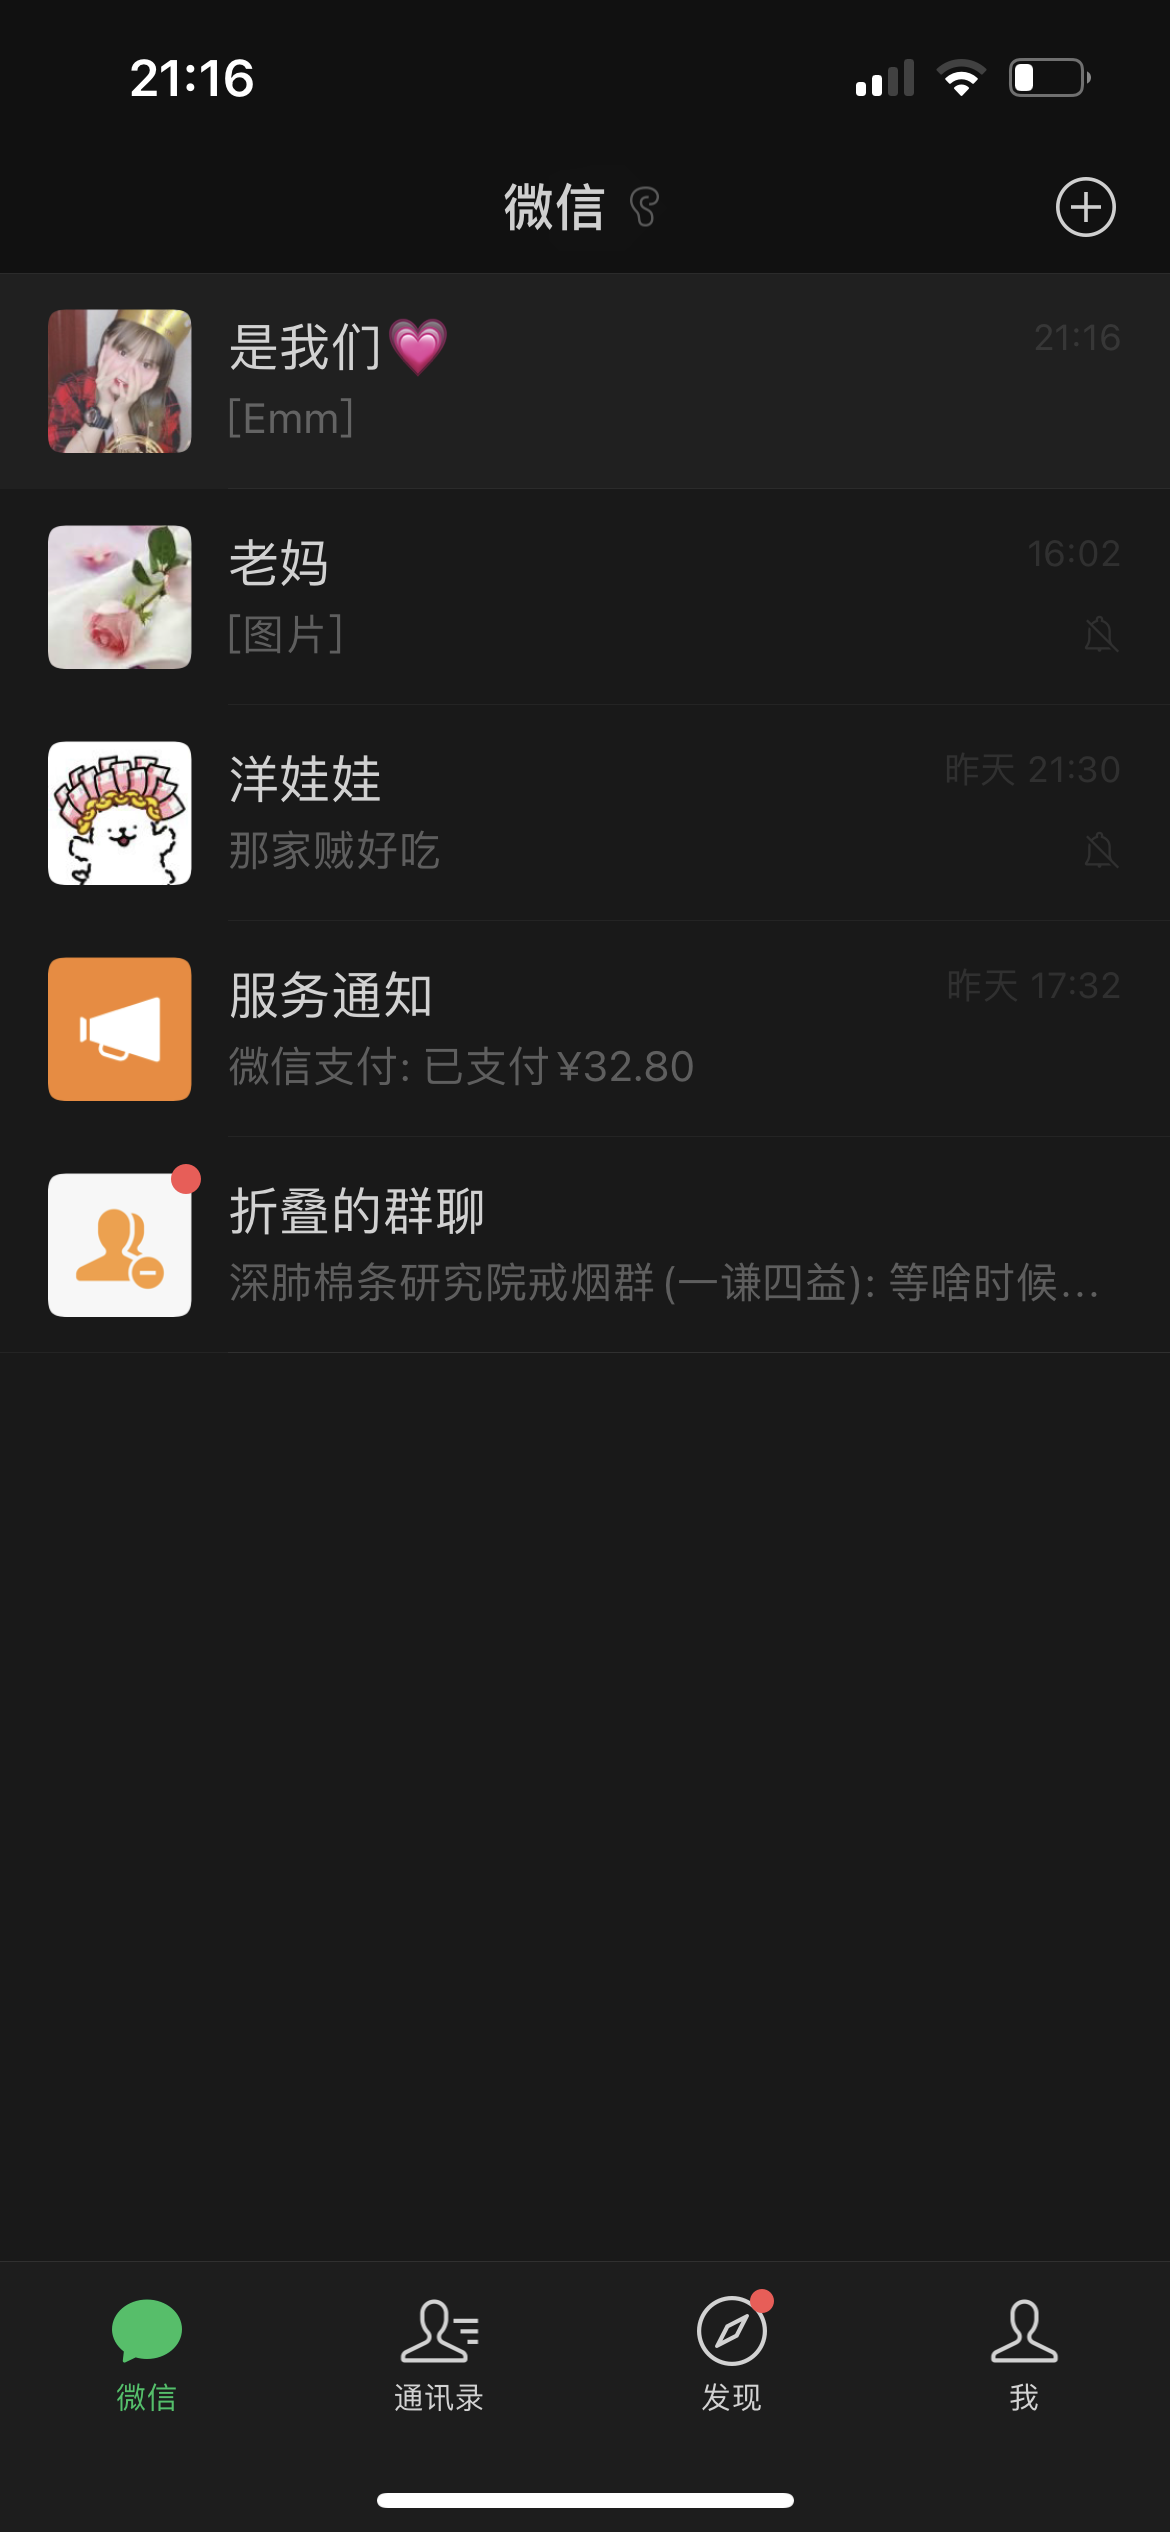 21:16
微信
是我们💗
21:16
[Emm]
老妈
16:02
[图片]
洋娃娃
昨天 21:30
那家贼好吃
服务通知
昨天 17:32
微信支付: 已支付¥32.80
折叠的群聊
深肺棉条研究院戒烟群(一谦四益): 等啥时候...
微信
通讯录
发现
我